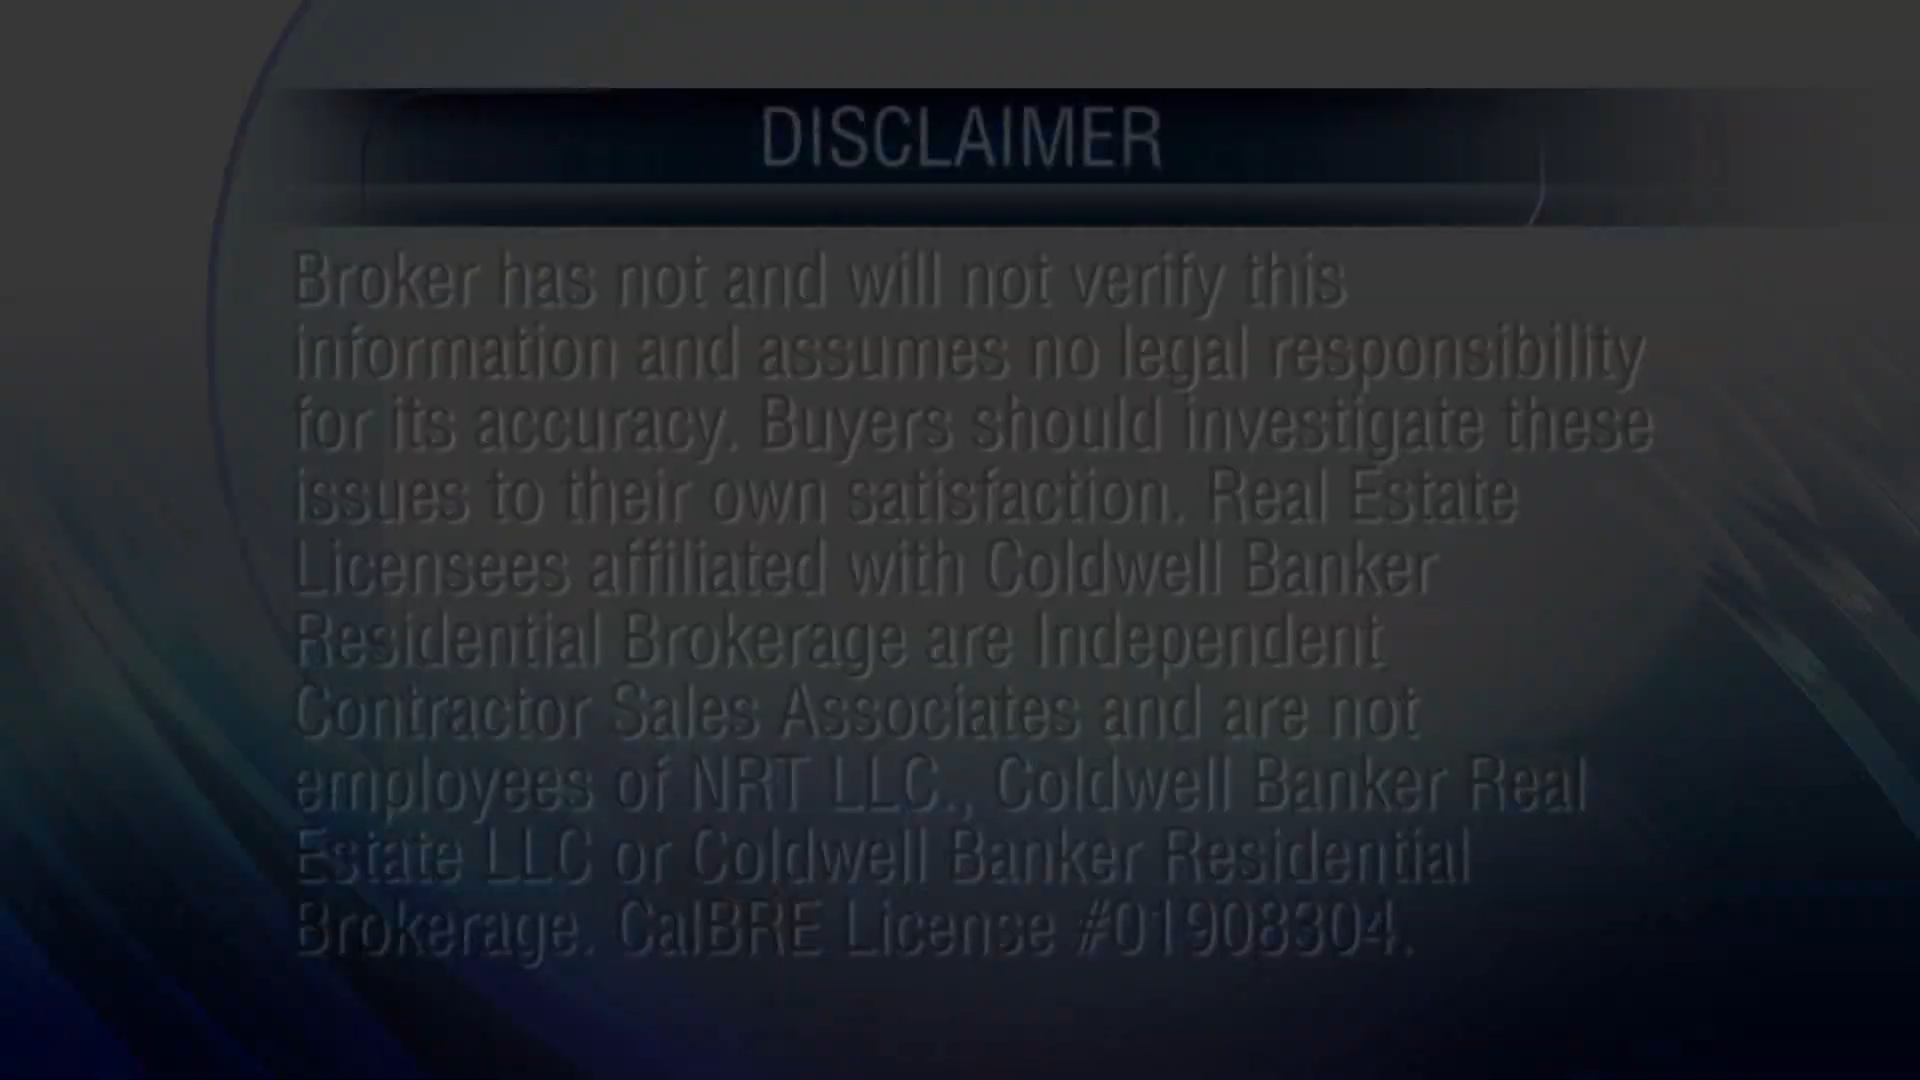 DISCLAIMER
Broker has not and will not verify this
information and assumes no legal responsibility
for its accuracy. Buyers should investigate these
issues to their own satisfaction. Real Estate
Licensees affiliated with Coldwell Banker
Residential Brokerage are Independent
Contractor Sales Associates and are not
employees of NRT LLC., Coldwell Banker Real
Estate LLC or Coldwell Banker Residential
Brokerage. CalBRE License #01908304.